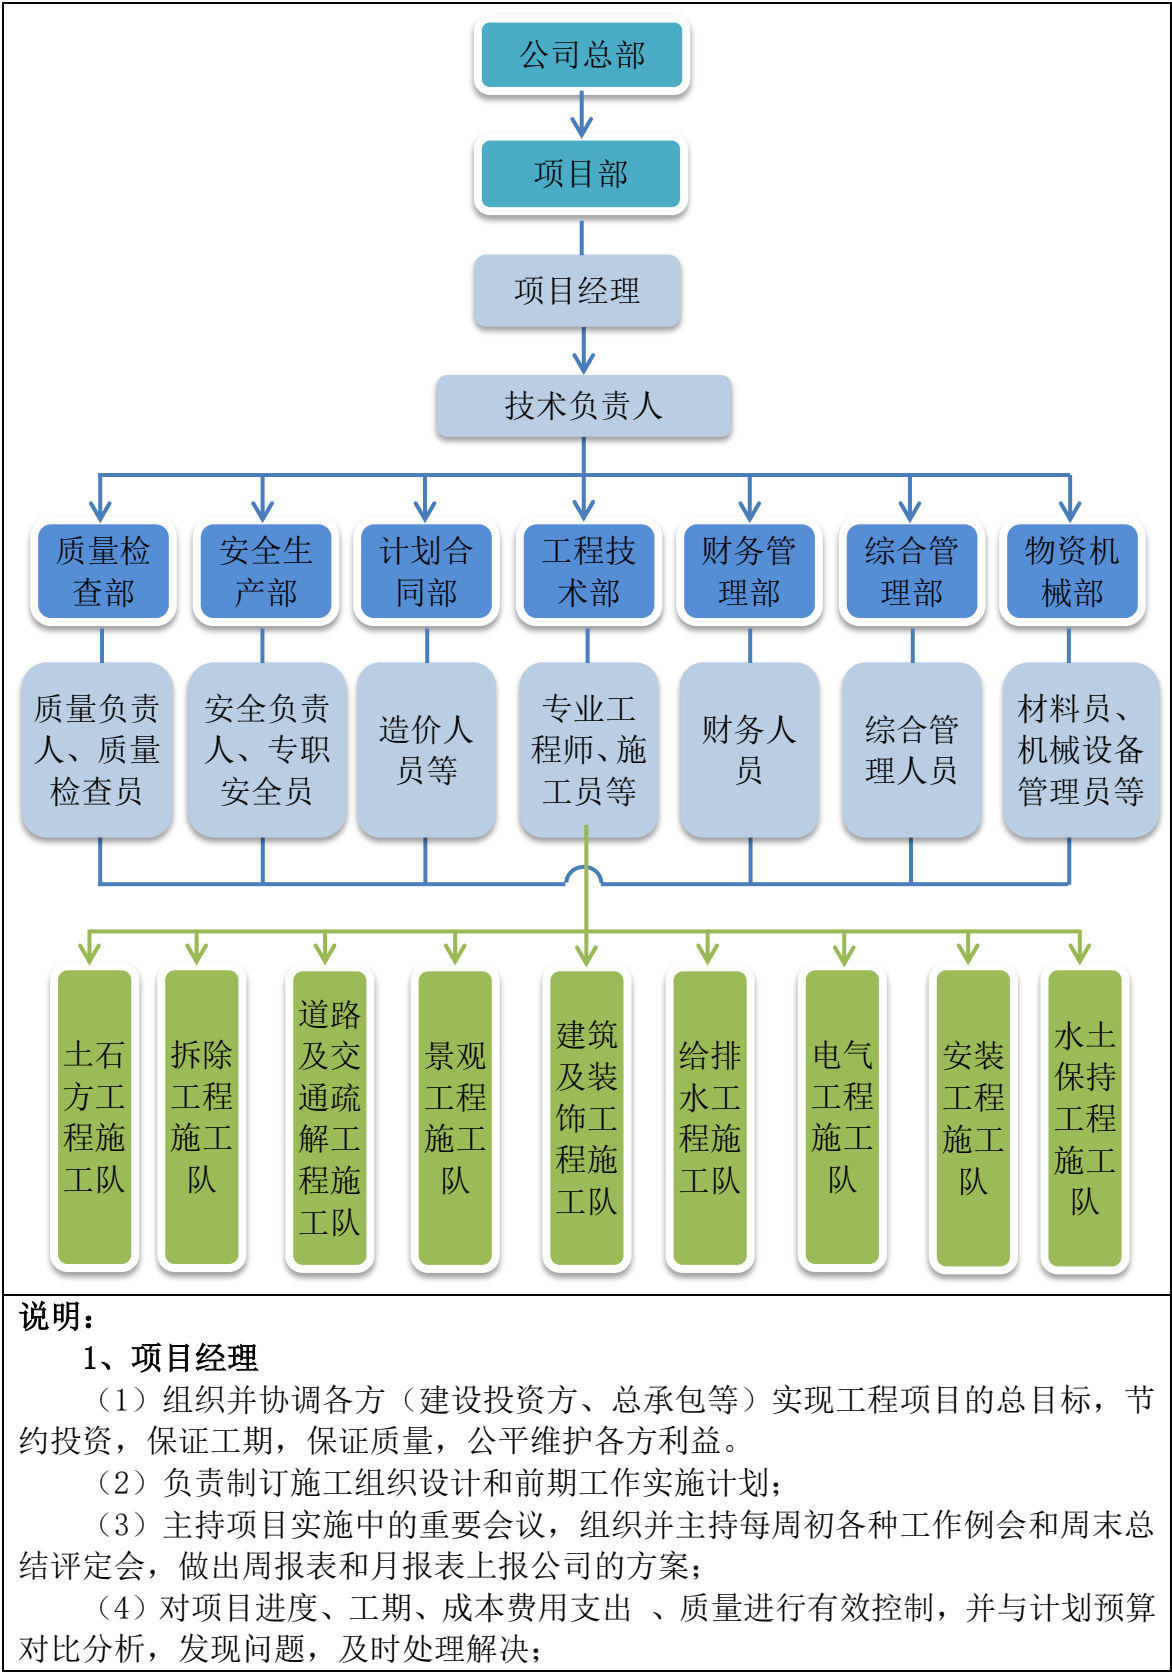 公司总部
项目部
项目经理
技术负责人
质量检
查部
安全生
产部
计划合
同部
工程技
术部
财务管
理部
综合管
理部
物资机
械部
质量负责
人、质量
检查员
安全负责
人、专职
安全员
造价人
员等
专业工
程师、施
工员等
财务人
员
综合管
理人员
材料员、
机械设备
管理员等
土石
方工
程施
工队
拆除
工程
施工
队
道路
及交
通疏
解工
程施
工队
景观
工程
施工
队
建筑
及装
饰工
程施
工队
给排
水工
程施
工队
电气
工程
施工
队
安装
工程
施工
队
水土
保持
工程
施工
队
说明：
1、项目经理
（1）组织并协调各方（建设投资方、总承包等）实现工程项目的总目标，节
约投资，保证工期，保证质量，公平维护各方利益。
（2）负责制订施工组织设计和前期工作实施计划；
（3）主持项目实施中的重要会议，组织并主持每周初各种工作例会和周末总
结评定会，做出周报表和月报表上报公司的方案；
（4）对项目进度、工期、成本费用支出 、质量进行有效控制，并与计划预算
对比分析，发现问题，及时处理解决；